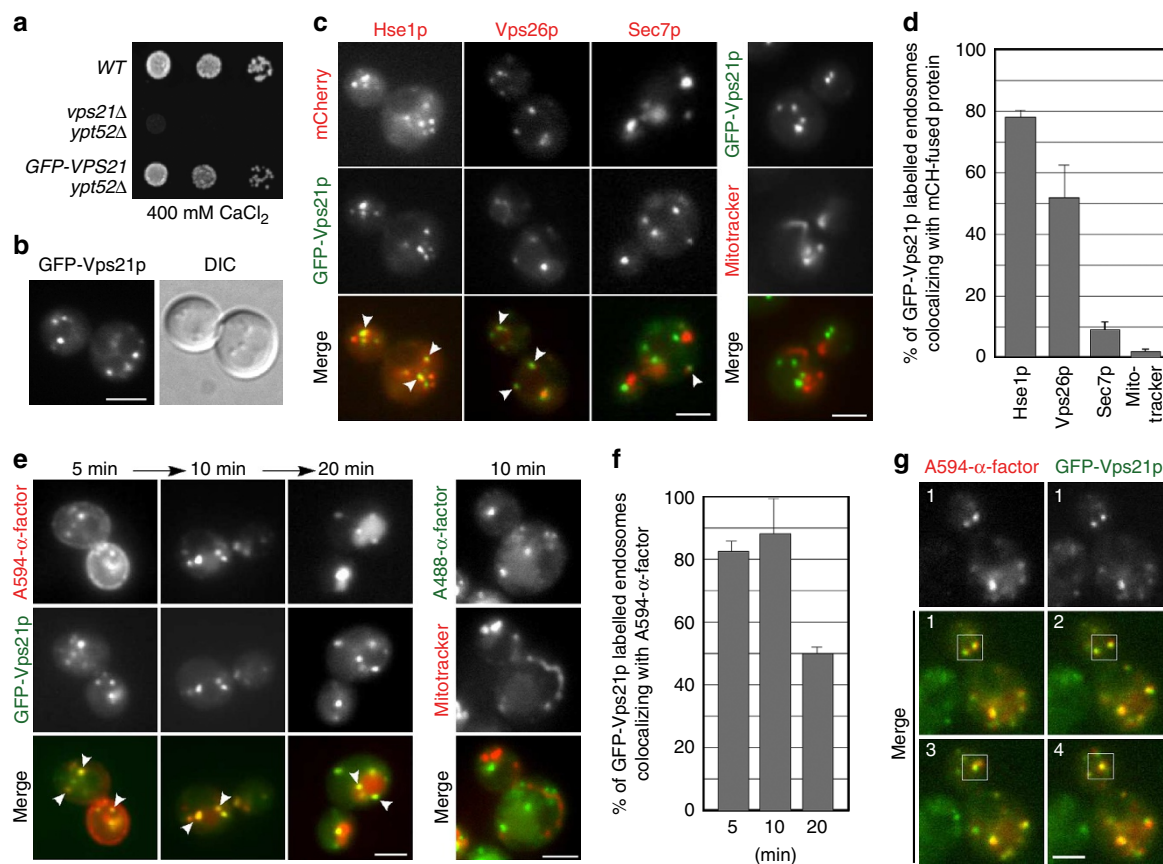 a
WT
vps21Δ
ypt52Δ
GFP-VPS21
ypt52Δ
400 mM CaCl2
b
GFP-Vps21p
DIC
c
Hse1p
Vps26p
Sec7p
mCherry
GFP-Vps21p
Merge
GFP-Vps21p
Mitotracker
Merge
d
% of GFP-Vps21p labelled endosomes
colocalizing with mCH-fused protein
100
80
60
40
20
0
Hse1p
Vps26p
Sec7p
Mito-
tracker
e
5 min
10 min
20 min
10 min
A594-α-factor
GFP-Vps21p
Merge
A488-α-factor
Mitotracker
Merge
f
% of GFP-Vps21p labelled endosomes
colocalizing with A594-α-factor
100
80
60
40
20
0
5
10
20
(min)
g
A594-α-factor
GFP-Vps21p
1
1
Merge
1
2
3
4